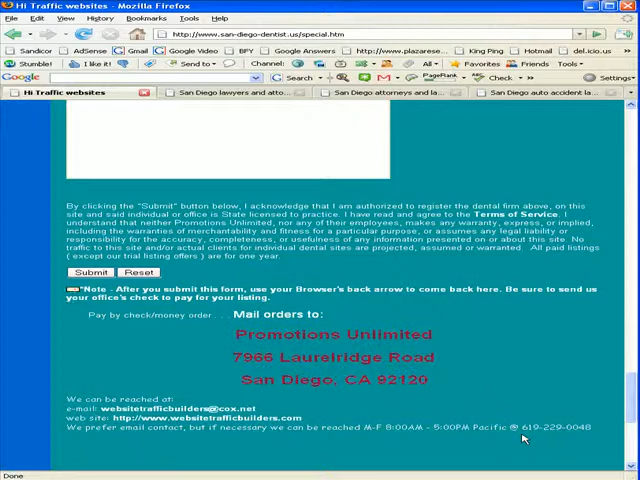 Hi Traffic websites - Mozilla Firefox
File Edit View History Bookmarks Tools Help
http://www.san-diego-dentist.us/special.htm
Sandicor AdSense Gmail Google Video BFV Google Answers http://www.plazarese... King Ping Hotmail del.icio.us
Stumble! I like it! Send to Channel: All Favorites Friends Tools
Google Search PageRank Check Settings
Hi Traffic websites San Diego lawyers and atto... San Diego attorneys and la... San Diego auto accident la...
By clicking the "Submit" button below, I acknowledge that I am authorized to register the dental firm above, on this
site and said individual or office is State licensed to practice. I have read and agree to the Terms of Service. I
understand that neither Promotions Unlimited, nor any of their employees, makes any warranty, express, or implied,
including the warranties of merchantability and fitness for a particular purpose, or assumes any legal liability or
responsibility for the accuracy, completeness, or usefulness of any information presented on or about this site. No
traffic to this site and/or actual clients for individual dental sites are projected, assumed or warranted. All paid listings
( except our trial listing offers ) are for one year.
Submit Reset
*Note - After you submit this form, use your Browser's back arrow to come back here. Be sure to send us
your office's check to pay for your listing.
Pay by check/money order . . . Mail orders to:
Promotions Unlimited
7966 Laurelridge Road
San Diego, CA 92120
We can be reached at:
e-mail: websitetrafficbuilders@cox.net
web site: http://www.websitetrafficbuilders.com
We prefer email contact, but if necessary we can be reached M-F 8:00AM - 5:00PM Pacific @ 619-229-0048
Done